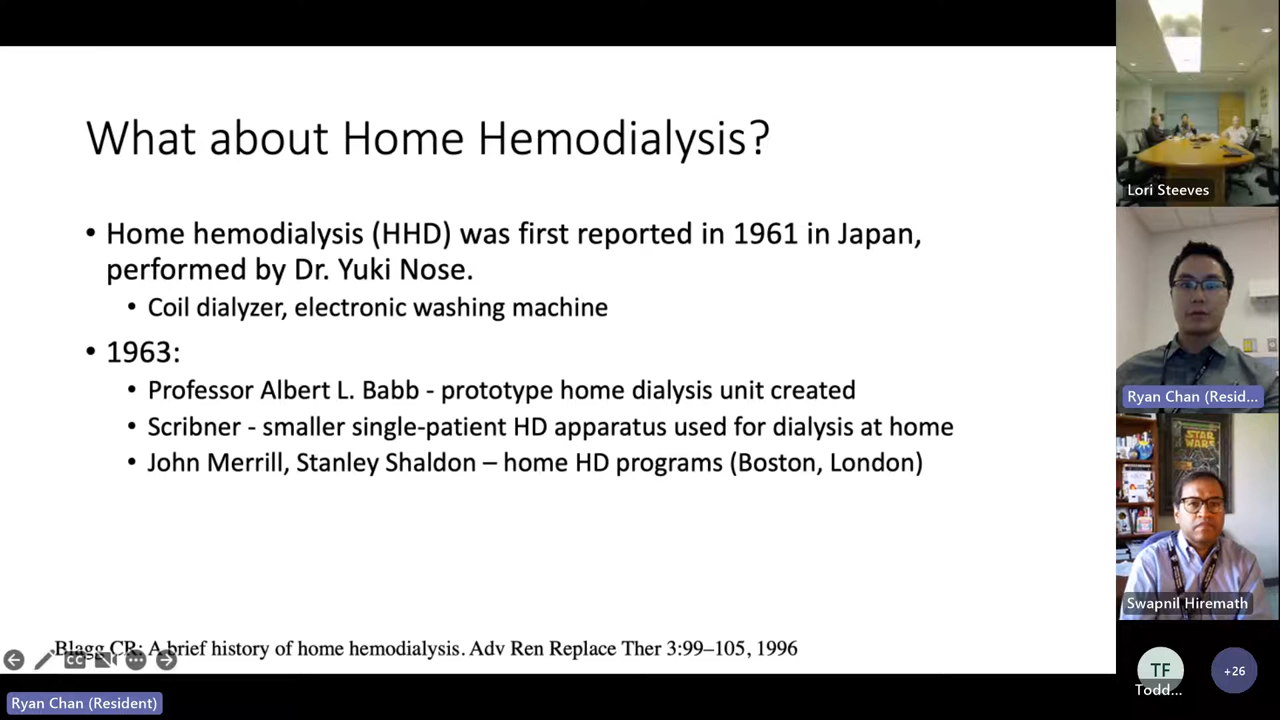 What about Home Hemodialysis?
• Home hemodialysis (HHD) was first reported in 1961 in Japan,
performed by Dr. Yuki Nose.
• Coil dialyzer, electronic washing machine
• 1963:
• Professor Albert L. Babb - prototype home dialysis unit created
• Scribner - smaller single-patient HD apparatus used for dialysis at home
• John Merrill, Stanley Shaldon – home HD programs (Boston, London)
Blagg CR: A brief history of home hemodialysis. Adv Ren Replace Ther 3:99–105, 1996
CC
Ryan Chan (Resident)
Lori Steeves
Ryan Chan (Resid...
STAR
WARS
Swapnil Hiremath
TF
Todd...
+26